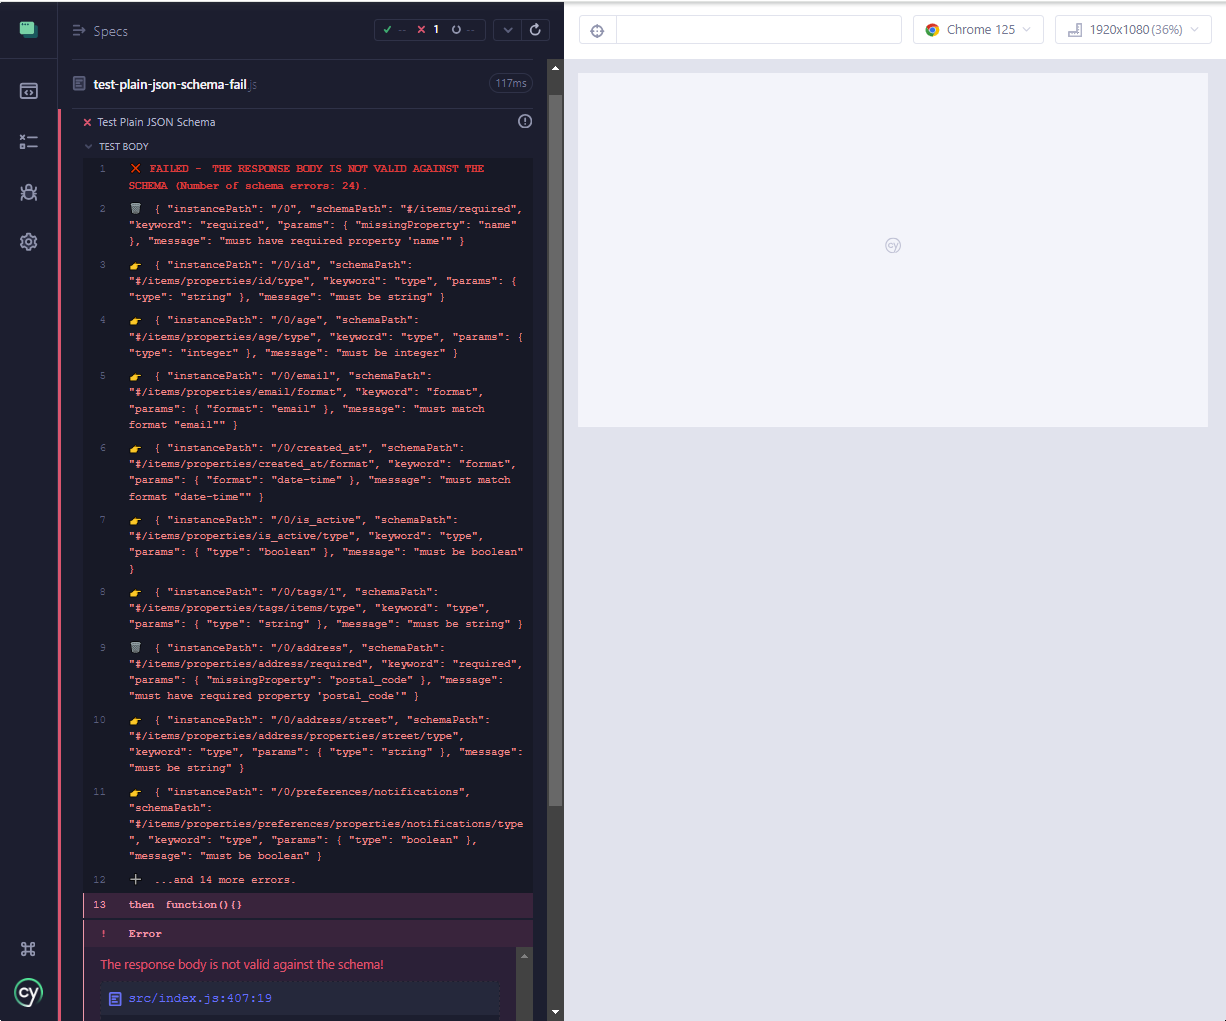 Specs
-- 1 --
Chrome 125
1920x1080 (36%)
test-plain-json-schema-fail.js
117ms
Test Plain JSON Schema
TEST BODY
1 FAILED - THE RESPONSE BODY IS NOT VALID AGAINST THE
SCHEMA (Number of schema errors: 24).
2 { "instancePath": "/0", "schemaPath": "#/items/required",
"keyword": "required", "params": { "missingProperty": "name"
}, "message": "must have required property 'name'" }
3 { "instancePath": "/0/id", "schemaPath":
"#/items/properties/id/type", "keyword": "type", "params": {
"type": "string" }, "message": "must be string" }
4 { "instancePath": "/0/age", "schemaPath":
"#/items/properties/age/type", "keyword": "type", "params": {
"type": "integer" }, "message": "must be integer" }
5 { "instancePath": "/0/email", "schemaPath":
"#/items/properties/email/format", "keyword": "format",
"params": { "format": "email" }, "message": "must match
format "email"" }
6 { "instancePath": "/0/created_at", "schemaPath":
"#/items/properties/created_at/format", "keyword": "format",
"params": { "format": "date-time" }, "message": "must match
format "date-time"" }
7 { "instancePath": "/0/is_active", "schemaPath":
"#/items/properties/is_active/type", "keyword": "type",
"params": { "type": "boolean" }, "message": "must be boolean"
}
8 { "instancePath": "/0/tags/1", "schemaPath":
"#/items/properties/tags/items/type", "keyword": "type",
"params": { "type": "string" }, "message": "must be string" }
9 { "instancePath": "/0/address", "schemaPath":
"#/items/properties/address/required", "keyword": "required",
"params": { "missingProperty": "postal_code" }, "message":
"must have required property 'postal_code'" }
10 { "instancePath": "/0/address/street", "schemaPath":
"#/items/properties/address/properties/street/type",
"keyword": "type", "params": { "type": "string" }, "message":
"must be string" }
11 { "instancePath": "/0/preferences/notifications",
"schemaPath":
"#/items/properties/preferences/properties/notifications/type
", "keyword": "type", "params": { "type": "boolean" },
"message": "must be boolean" }
12 ...and 14 more errors.
13 then function(){}
! Error
The response body is not valid against the schema!
src/index.js:407:19
cy
cy